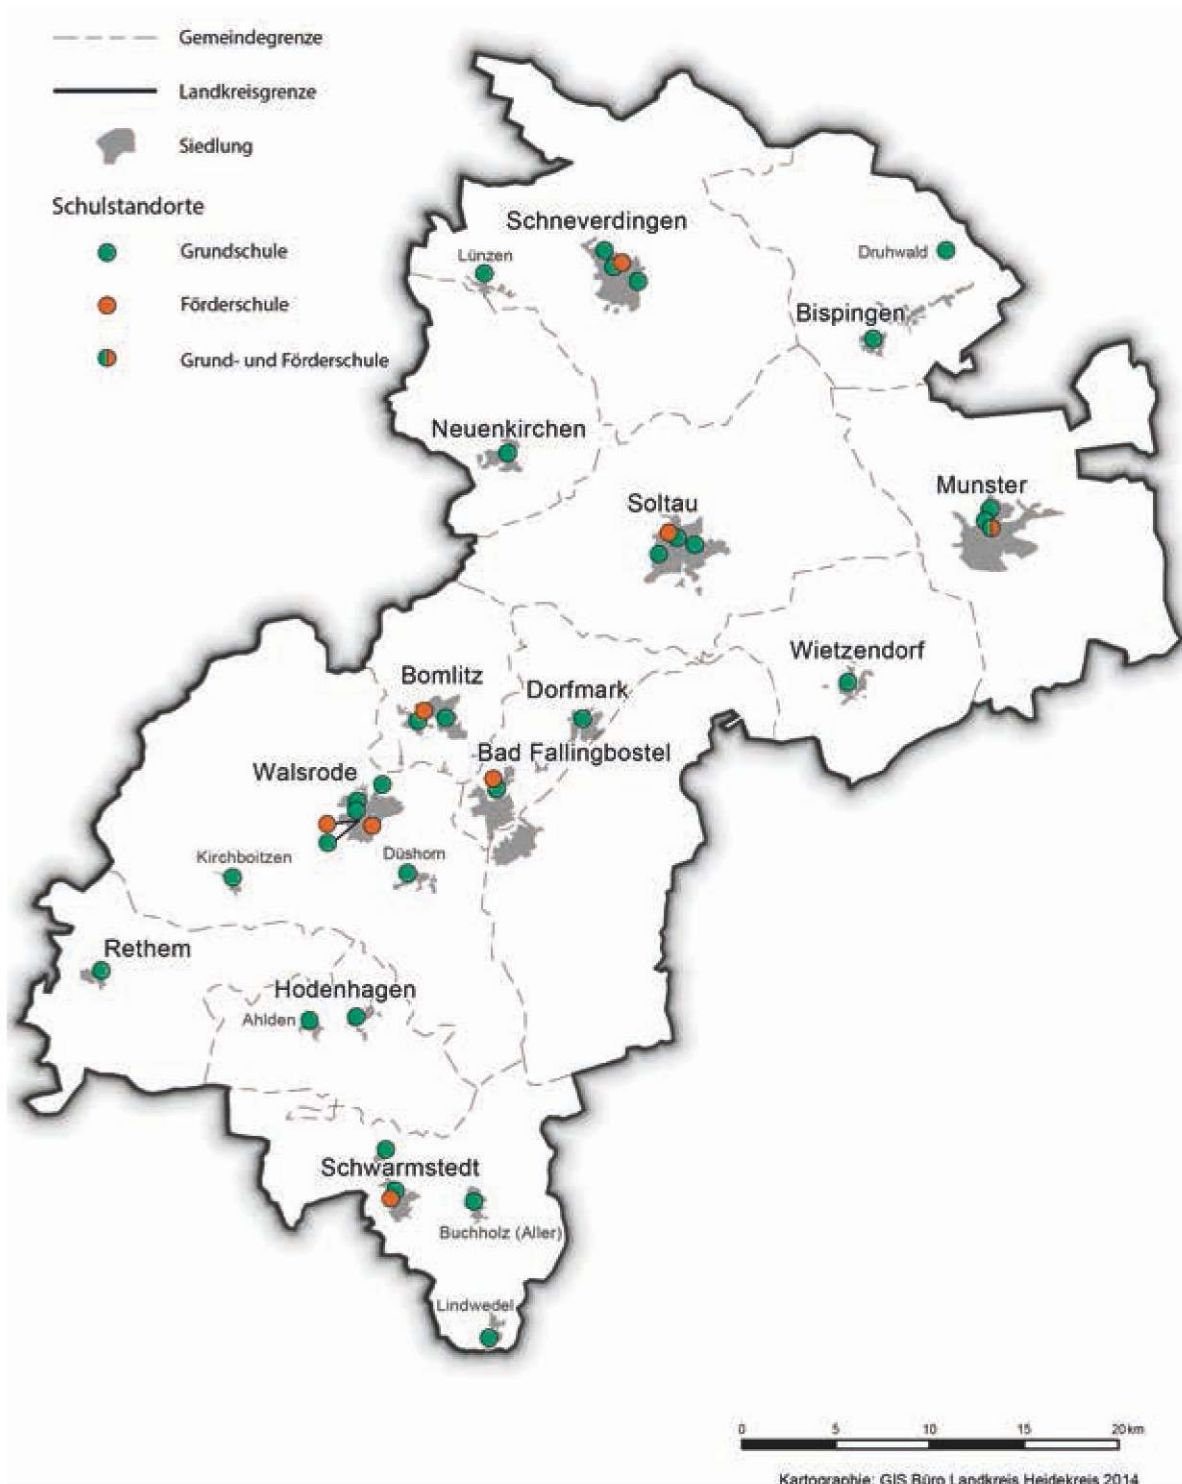 Gemeindegrenze
Landkreisgrenze
Siedlung
Schulstandorte
Grundschule
Förderschule
Grund- und Förderschule
Schneverdingen
Lünzen
Druhwald
Bispingen
Neuenkirchen
Soltau
Munster
Wietzendorf
Bomlitz
Dorfmark
Bad Fallingbostel
Walsrode
Kirchboitzen
Düshorn
Rethem
Hodenhagen
Ahlden
Schwarmstedt
Buchholz (Aller)
Lindwedel
0 5 10 15 20 km
Kartographie: GIS Büro Landkreis Heidekreis 2014